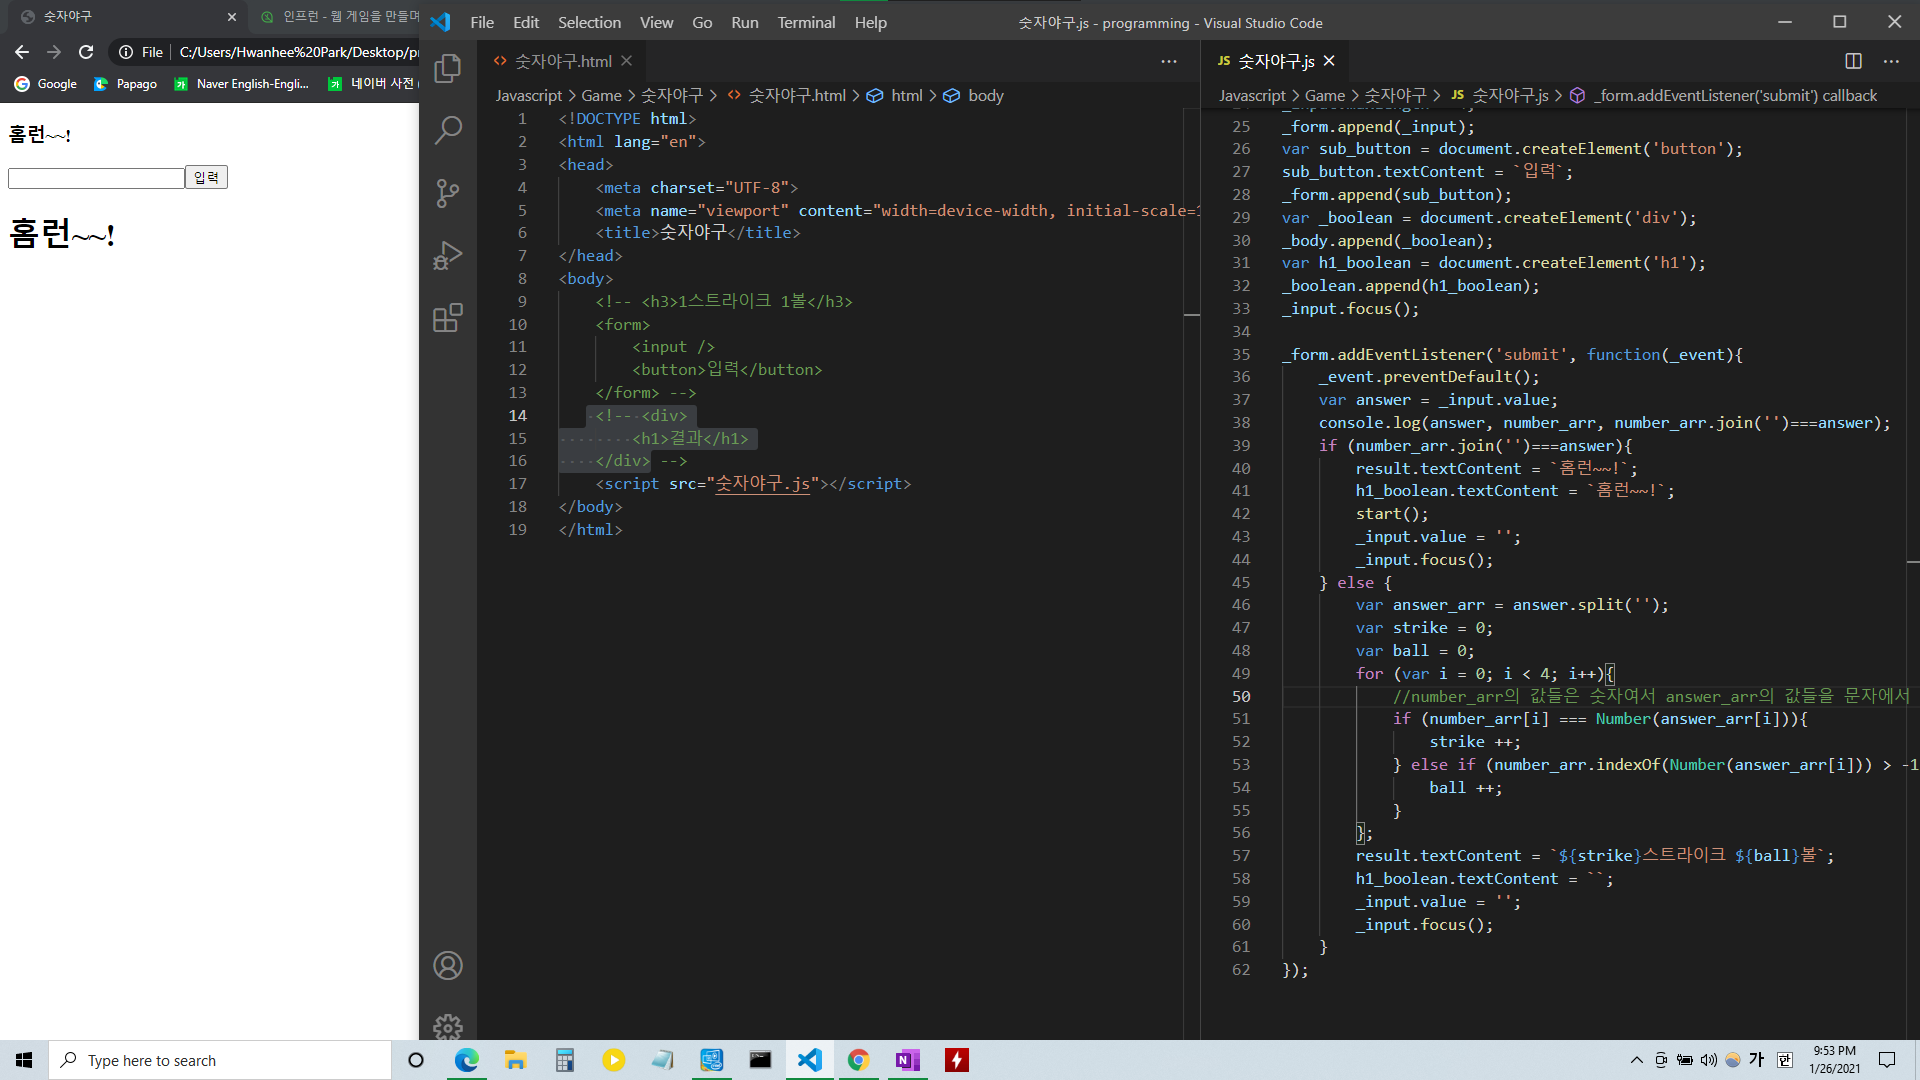 숫자야구
인프런 - 웹 게임을 만들며
File
C:/Users/Hwanhee%20Park/Desktop/p
Google
Papago
Naver English-Engli...
네이버 사전
홈런~~!
입력
홈런~~!
File Edit Selection View Go Run Terminal Help
숫자야구.js - programming - Visual Studio Code
숫자야구.html
Javascript > Game > 숫자야구 > 숫자야구.html > html > body
1 <!DOCTYPE html>
2 <html lang="en">
3 <head>
4 <meta charset="UTF-8">
5 <meta name="viewport" content="width=device-width, initial-scale=1
6 <title>숫자야구</title>
7 </head>
8 <body>
9 <!-- <h3>1스트라이크 1볼</h3>
10 <form>
11 <input />
12 <button>입력</button>
13 </form> -->
14 <!-- <div>
15 <h1>결과</h1>
16 </div> -->
17 <script src="숫자야구.js"></script>
18 </body>
19 </html>
JS 숫자야구.js
Javascript > Game > 숫자야구 > JS 숫자야구.js > _form.addEventListener('submit') callback
25 _form.append(_input);
26 var sub_button = document.createElement('button');
27 sub_button.textContent = `입력`;
28 _form.append(sub_button);
29 var _boolean = document.createElement('div');
30 _body.append(_boolean);
31 var h1_boolean = document.createElement('h1');
32 _boolean.append(h1_boolean);
33 _input.focus();
34
35 _form.addEventListener('submit', function(_event){
36 _event.preventDefault();
37 var answer = _input.value;
38 console.log(answer, number_arr, number_arr.join('')===answer);
39 if (number_arr.join('')===answer){
40 result.textContent = `홈런~~!`;
41 h1_boolean.textContent = `홈런~~!`;
42 start();
43 _input.value = '';
44 _input.focus();
45 } else {
46 var answer_arr = answer.split('');
47 var strike = 0;
48 var ball = 0;
49 for (var i = 0; i < 4; i++){
50 //number_arr의 값들은 숫자여서 answer_arr의 값들을 문자에서
51 if (number_arr[i] === Number(answer_arr[i])){
52 strike ++;
53 } else if (number_arr.indexOf(Number(answer_arr[i])) > -1
54 ball ++;
55 }
56 };
57 result.textContent = `${strike}스트라이크 ${ball}볼`;
58 h1_boolean.textContent = ``;
59 _input.value = '';
60 _input.focus();
61 }
62 });
Type here to search
가
한
9:53 PM
1/26/2021